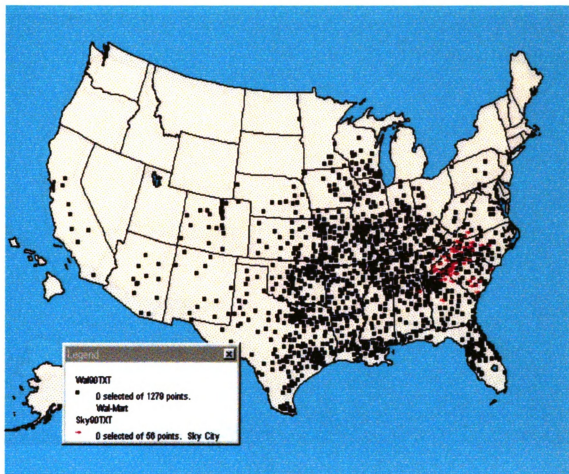 Legend
Wal90TXT
0 selected of 1279 points.
Wal-Mart
Sky90TXT
0 selected of 56 points. Sky City